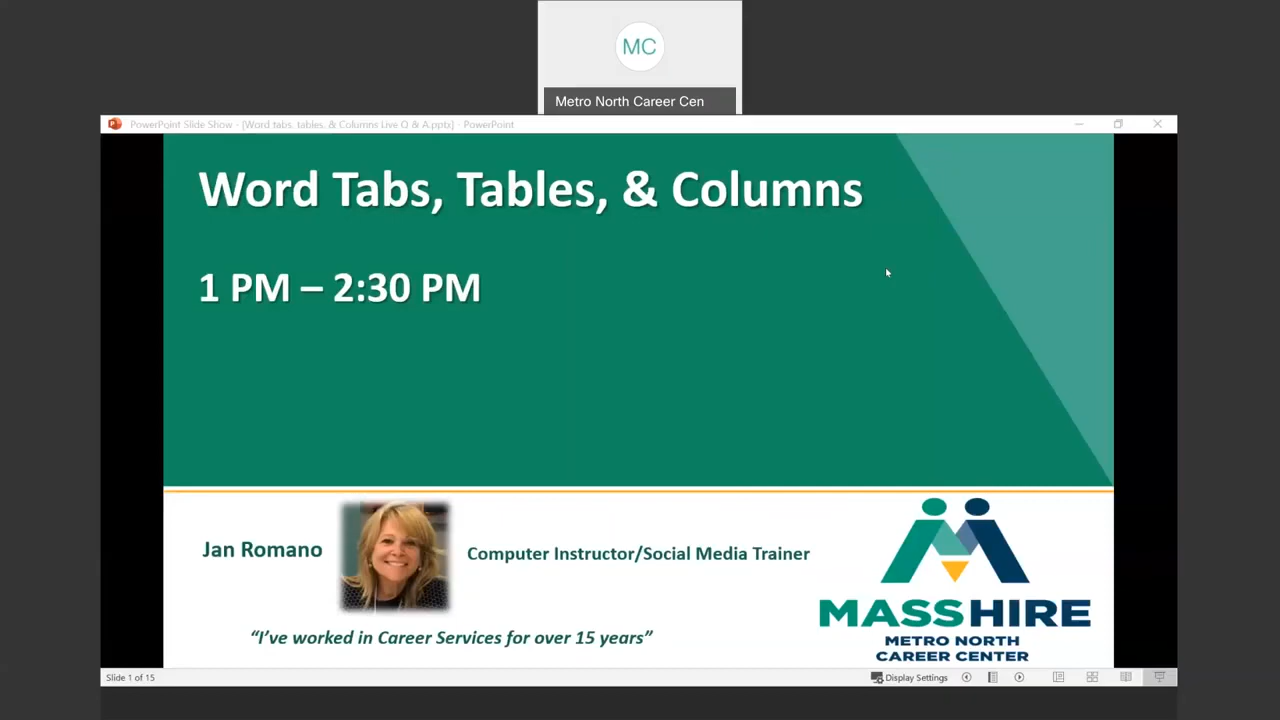 MC
Metro North Career Cen
PowerPoint Slide Show - [Word tabs, tables, & Columns Live Q & A.pptx] - PowerPoint
Word Tabs, Tables, & Columns
1 PM – 2:30 PM
Jan Romano
Computer Instructor/Social Media Trainer
“I’ve worked in Career Services for over 15 years”
MASSHIRE
METRO NORTH
CAREER CENTER
Slide 1 of 15
Display Settings